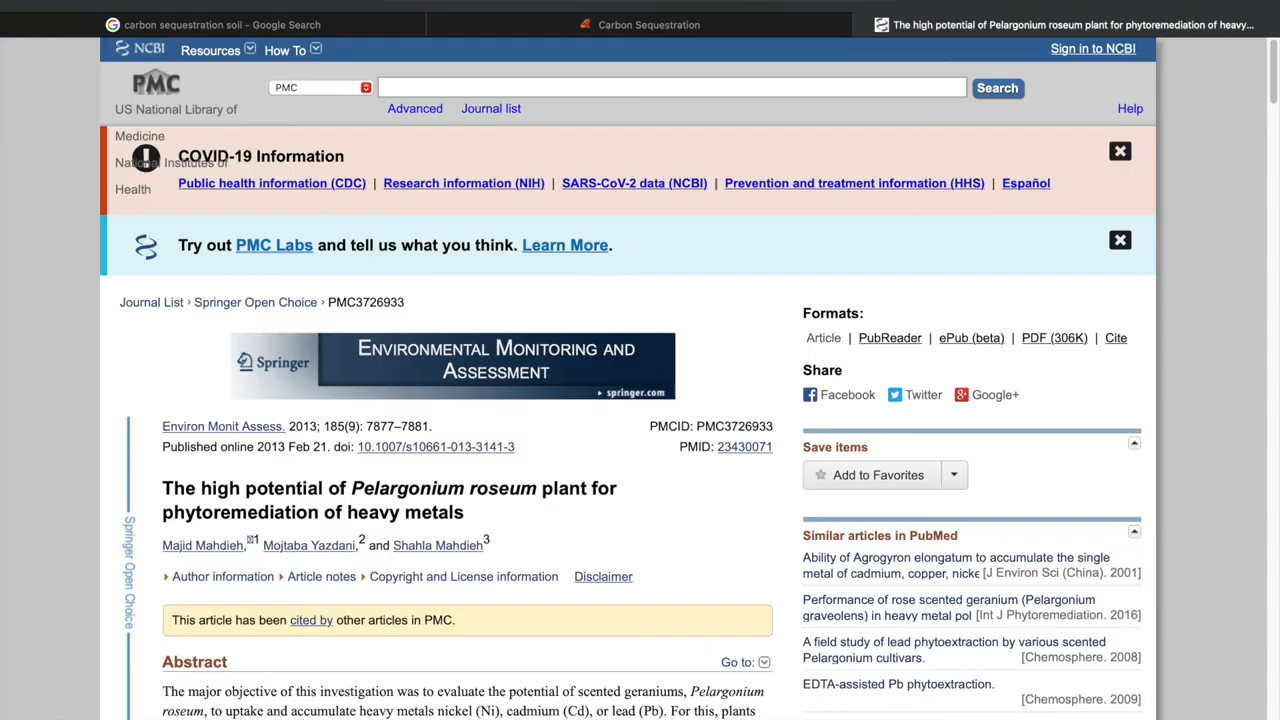 carbon sequestration soil - Google Search
Carbon Sequestration
The high potential of Pelargonium roseum plant for phytoremediation of heavy...
NCBI
Resources
How To
Sign in to NCBI
PMC
US National Library of
Medicine
National Institutes of
Health
PMC
Search
Advanced
Journal list
Help
COVID-19 Information
Public health information (CDC) | Research information (NIH) | SARS-CoV-2 data (NCBI) | Prevention and treatment information (HHS) | Español
Try out PMC Labs and tell us what you think. Learn More.
Journal List › Springer Open Choice › PMC3726933
Springer
ENVIRONMENTAL MONITORING AND
ASSESSMENT
springer.com
Springer Open Choice
Environ Monit Assess. 2013; 185(9): 7877–7881.
PMCID: PMC3726933
Published online 2013 Feb 21. doi: 10.1007/s10661-013-3141-3
PMID: 23430071
The high potential of Pelargonium roseum plant for
phytoremediation of heavy metals
Majid Mahdieh,1 Mojtaba Yazdani,2 and Shahla Mahdieh3
Author information
Article notes
Copyright and License information
Disclaimer
This article has been cited by other articles in PMC.
Abstract
Go to:
The major objective of this investigation was to evaluate the potential of scented geraniums, Pelargonium
roseum, to uptake and accumulate heavy metals nickel (Ni), cadmium (Cd), or lead (Pb). For this, plants
Formats:
Article | PubReader | ePub (beta) | PDF (306K) | Cite
Share
Facebook
Twitter
Google+
Save items
Add to Favorites
Similar articles in PubMed
Ability of Agrogyron elongatum to accumulate the single
metal of cadmium, copper, nicke [J Environ Sci (China). 2001]
Performance of rose scented geranium (Pelargonium
graveolens) in heavy metal pol [Int J Phytoremediation. 2016]
A field study of lead phytoextraction by various scented
Pelargonium cultivars. [Chemosphere. 2008]
EDTA-assisted Pb phytoextraction.
[Chemosphere. 2009]